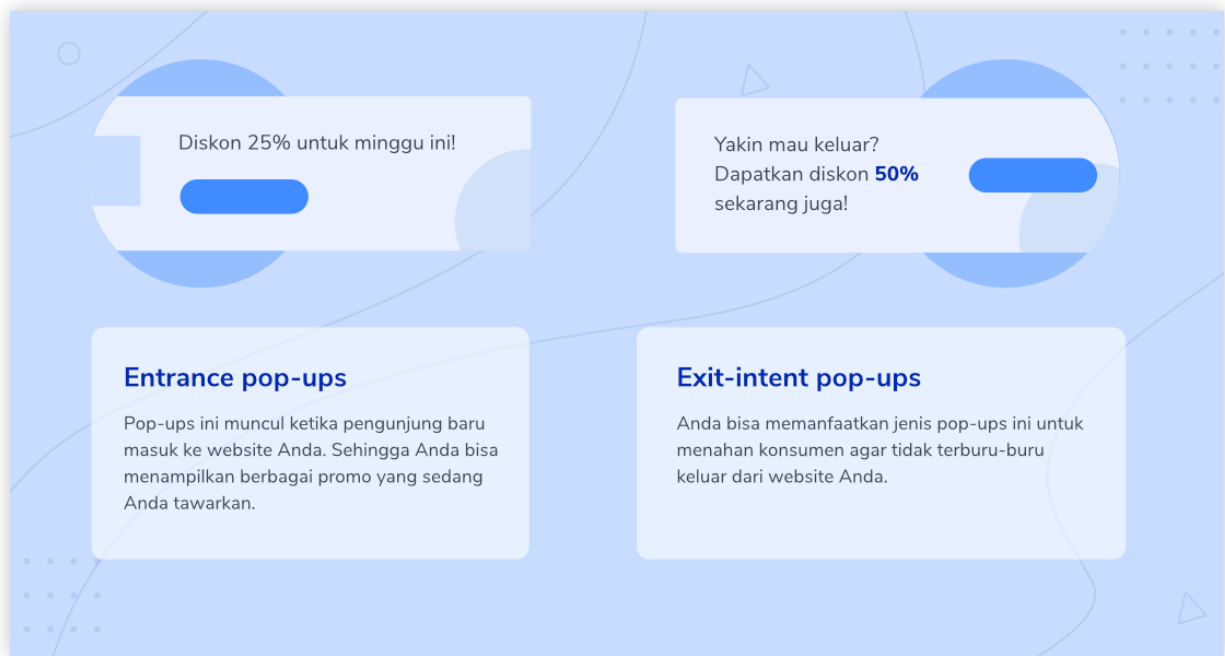 Diskon 25% untuk minggu ini!
Yakin mau keluar?
Dapatkan diskon 50%
sekarang juga!
Entrance pop-ups
Pop-ups ini muncul ketika pengunjung baru
masuk ke website Anda. Sehingga Anda bisa
menampilkan berbagai promo yang sedang
Anda tawarkan.
Exit-intent pop-ups
Anda bisa memanfaatkan jenis pop-ups ini untuk
menahan konsumen agar tidak terburu-buru
keluar dari website Anda.